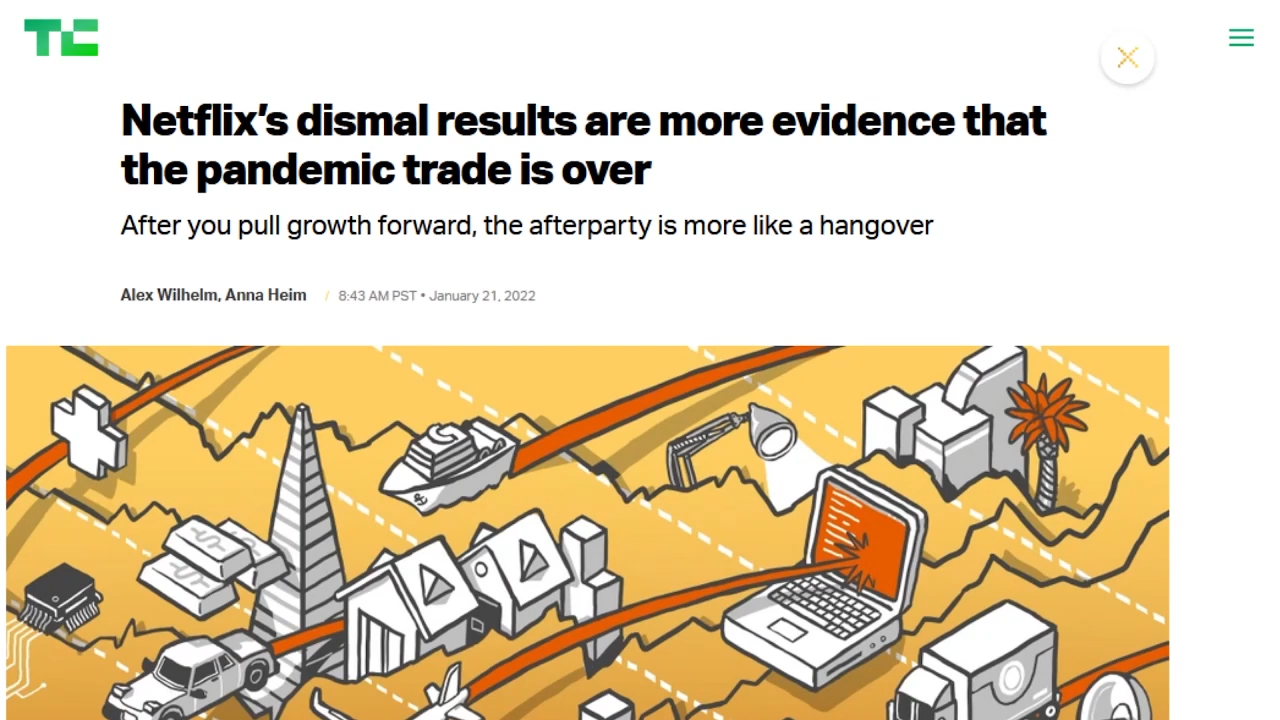 TC
Netflix’s dismal results are more evidence that
the pandemic trade is over
After you pull growth forward, the afterparty is more like a hangover
Alex Wilhelm, Anna Heim / 8:43 AM PST • January 21, 2022